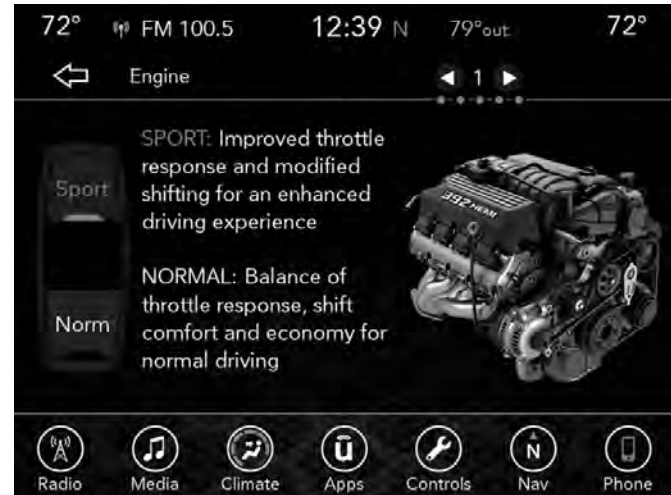 72° FM 100.5 12:39 N 79°out 72°
Engine 1
SPORT: Improved throttle
response and modified
shifting for an enhanced
driving experience
NORMAL: Balance of
throttle response, shift
comfort and economy for
normal driving
Sport
Norm
392 HEMI
ū
N
Radio Media Climate Apps Controls Nav Phone